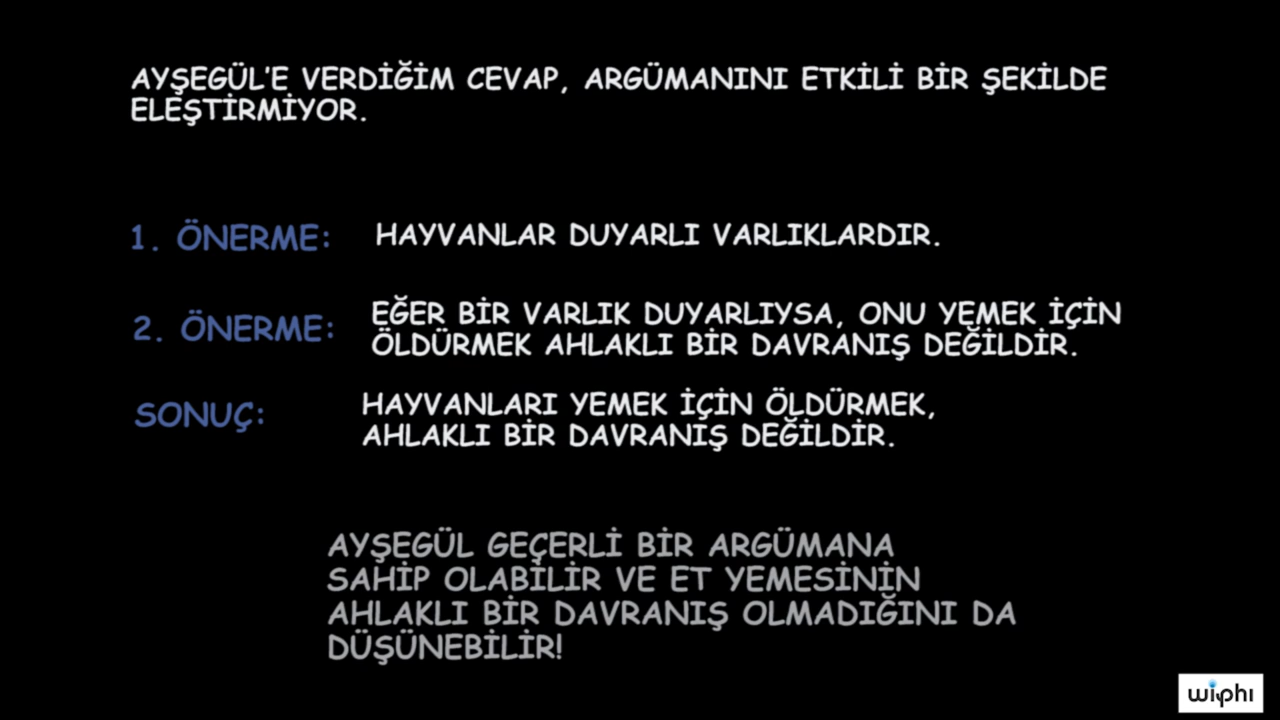 AYŞEGÜL'E VERDİĞİM CEVAP, ARGÜMANINI ETKİLİ BİR ŞEKİLDE
ELEŞTİRMİYOR.
1. ÖNERME: HAYVANLAR DUYARLI VARLIKLARDIR.
2. ÖNERME: EĞER BİR VARLIK DUYARLIYSA, ONU YEMEK İÇİN
ÖLDÜRMEK AHLAKLI BİR DAVRANIŞ DEĞİLDİR.
SONUÇ: HAYVANLARI YEMEK İÇİN ÖLDÜRMEK,
AHLAKLI BİR DAVRANIŞ DEĞİLDİR.
AYŞEGÜL GEÇERLİ BİR ARGÜMANA
SAHİP OLABİLİR VE ET YEMESİNİN
AHLAKLI BİR DAVRANIŞ OLMADIĞINI DA
DÜŞÜNEBİLİR!
wiphi